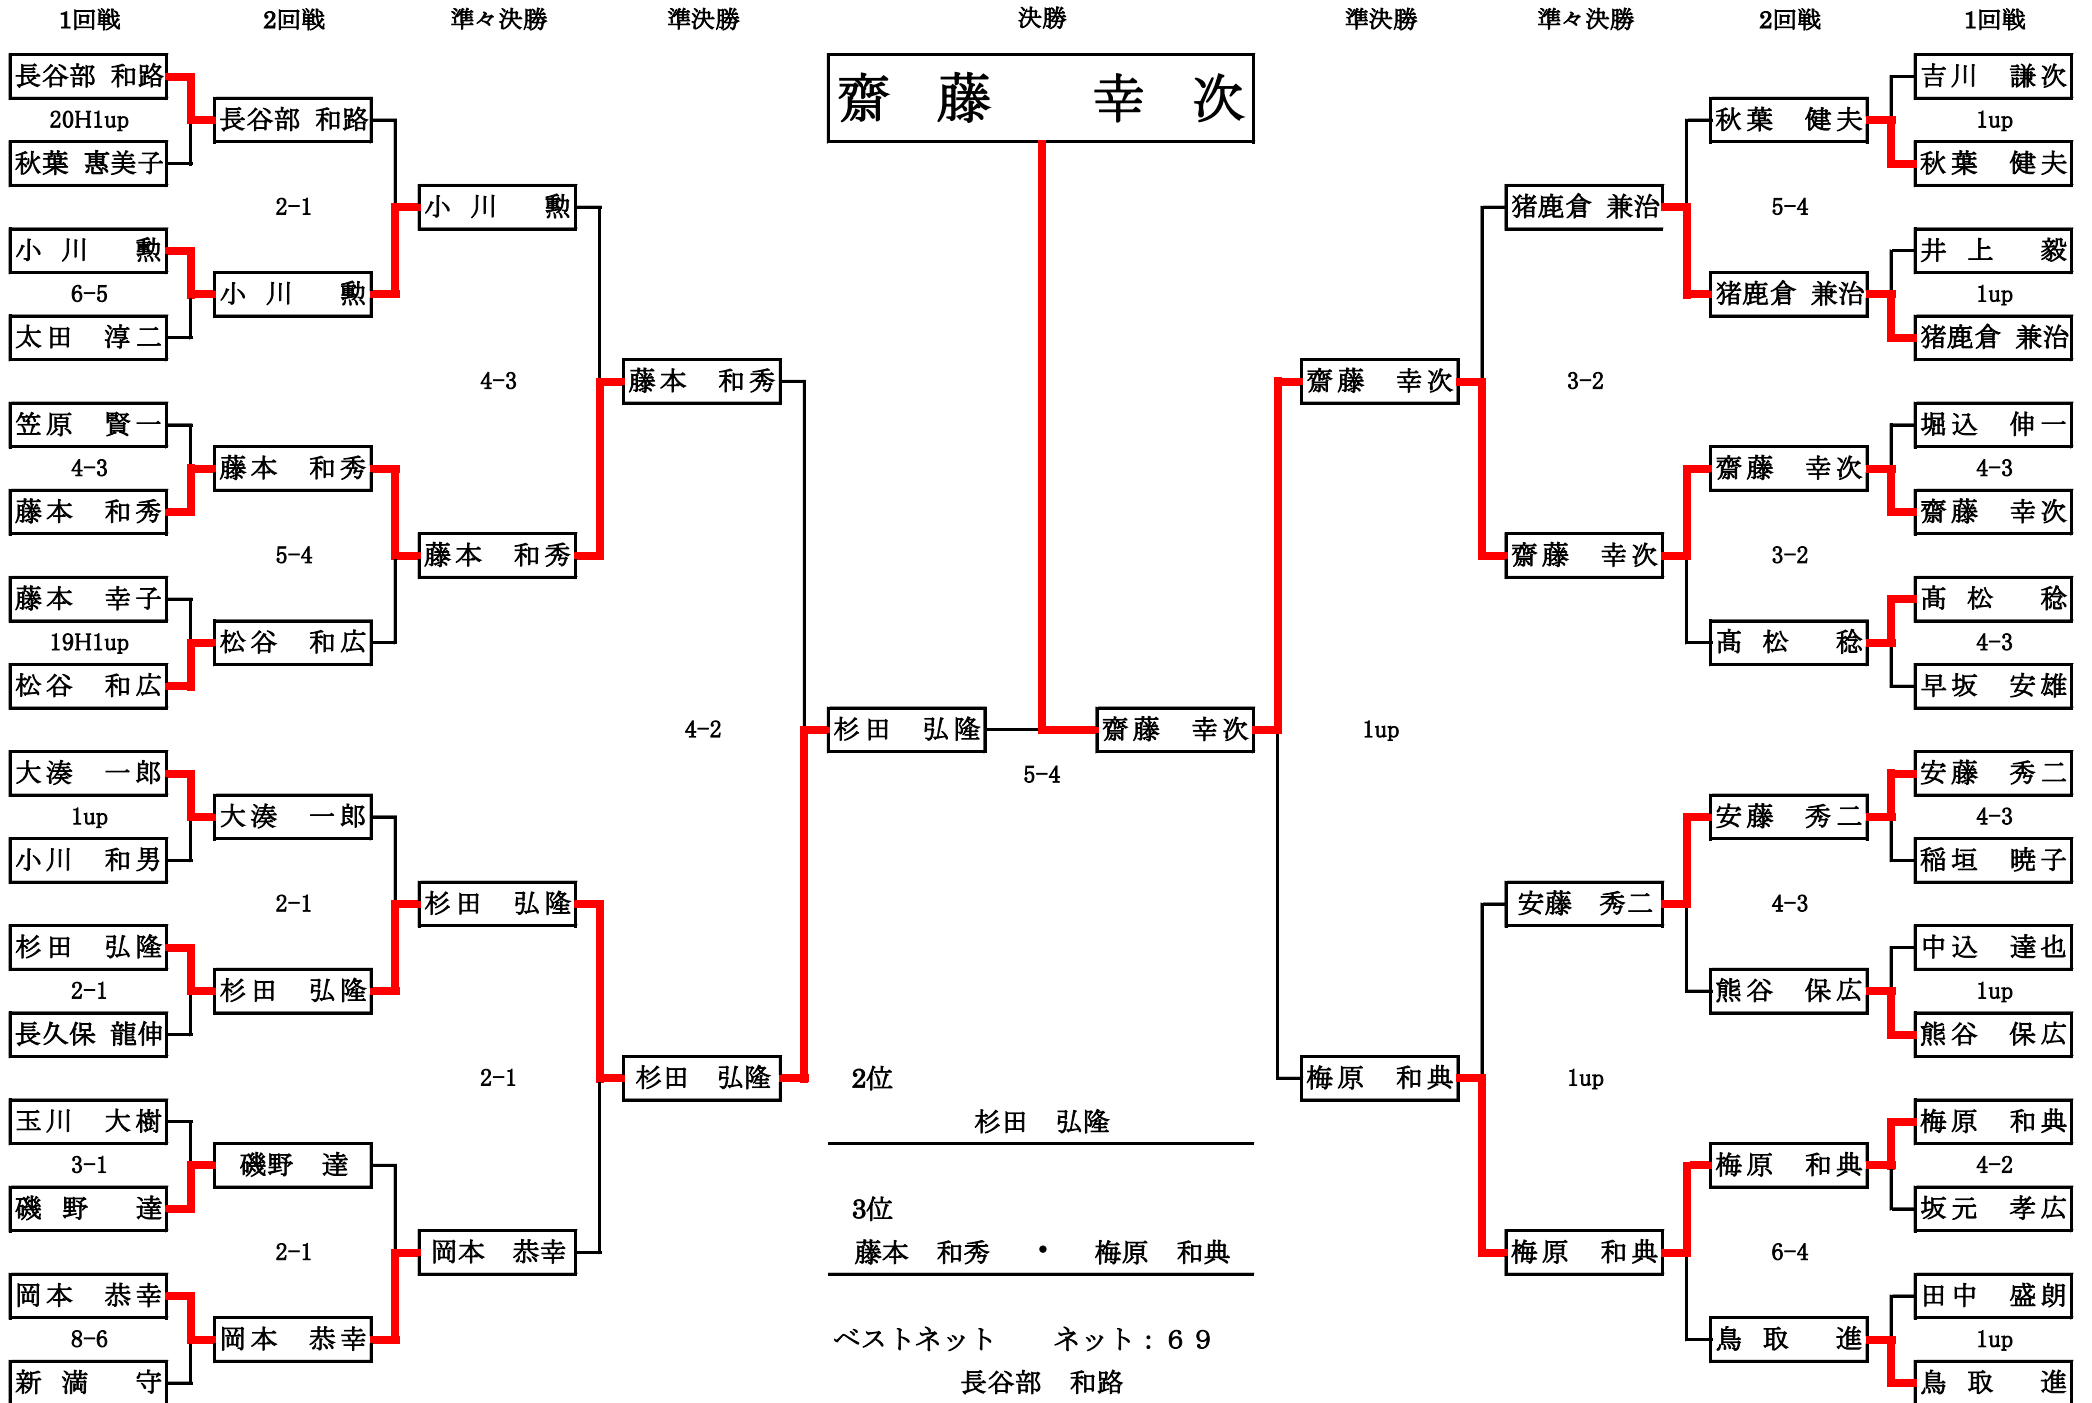 1回戦 2回戦 準々決勝 準決勝 決勝 準決勝 準々決勝 2回戦 1回戦
長谷部 和路
20H1up
秋葉 惠美子
小川 勲
6-5
太田 淳二
笠原 賢一
4-3
藤本 和秀
藤本 幸子
19H1up
松谷 和広
大湊 一郎
1up
小川 和男
杉田 弘隆
2-1
長久保 龍伸
玉川 大樹
3-1
磯野 達
岡本 恭幸
8-6
新満 守
長谷部 和路
2-1
小川 勲
藤本 和秀
5-4
松谷 和広
大湊 一郎
2-1
杉田 弘隆
磯野 達
2-1
岡本 恭幸
小川 勲
4-3
藤本 和秀
杉田 弘隆
2-1
岡本 恭幸
藤本 和秀
4-2
杉田 弘隆
齋藤 幸次
杉田 弘隆
5-4
齋藤 幸次
2位
杉田 弘隆
3位
藤本 和秀 ・ 梅原 和典
ベストネット ネット：６９
長谷部 和路
齋藤 幸次
1up
梅原 和典
猪鹿倉 兼治
3-2
齋藤 幸次
安藤 秀二
1up
梅原 和典
秋葉 健夫
5-4
猪鹿倉 兼治
齋藤 幸次
3-2
髙松 稔
安藤 秀二
4-3
熊谷 保広
梅原 和典
6-4
鳥取 進
吉川 謙次
1up
秋葉 健夫
井上 毅
1up
猪鹿倉 兼治
堀込 伸一
4-3
齋藤 幸次
髙松 稔
4-3
早坂 安雄
安藤 秀二
4-3
稲垣 暁子
中込 達也
1up
熊谷 保広
梅原 和典
4-2
坂元 孝広
田中 盛朗
1up
鳥取 進